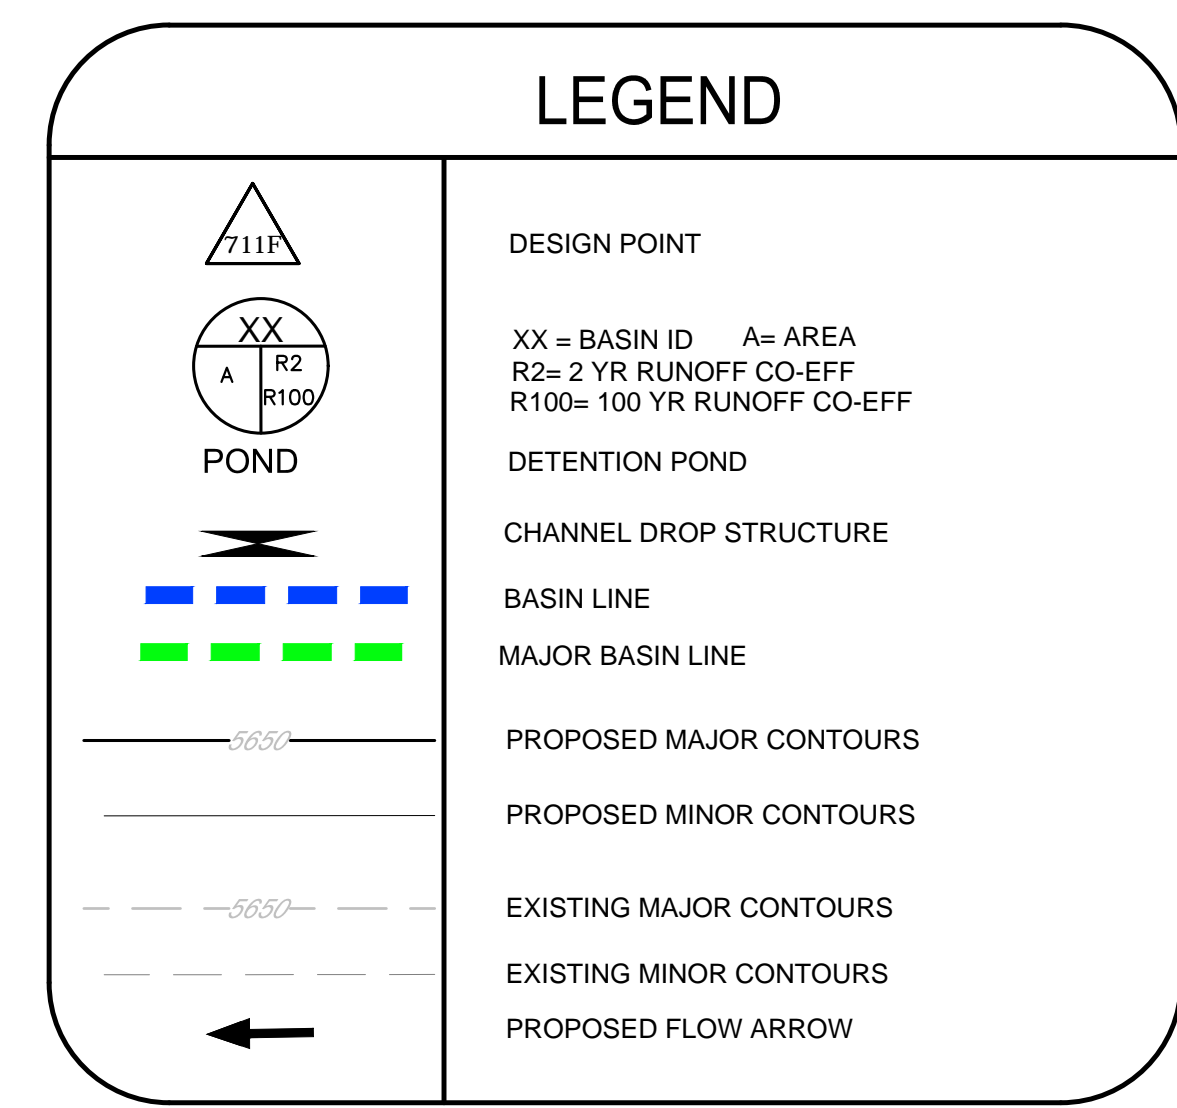 LEGEND
711F
DESIGN POINT
XX
A
R2
R100
XX = BASIN ID A= AREA
R2= 2 YR RUNOFF CO-EFF
R100= 100 YR RUNOFF CO-EFF
POND
DETENTION POND
CHANNEL DROP STRUCTURE
BASIN LINE
MAJOR BASIN LINE
5650
PROPOSED MAJOR CONTOURS
PROPOSED MINOR CONTOURS
5650
EXISTING MAJOR CONTOURS
EXISTING MINOR CONTOURS
PROPOSED FLOW ARROW